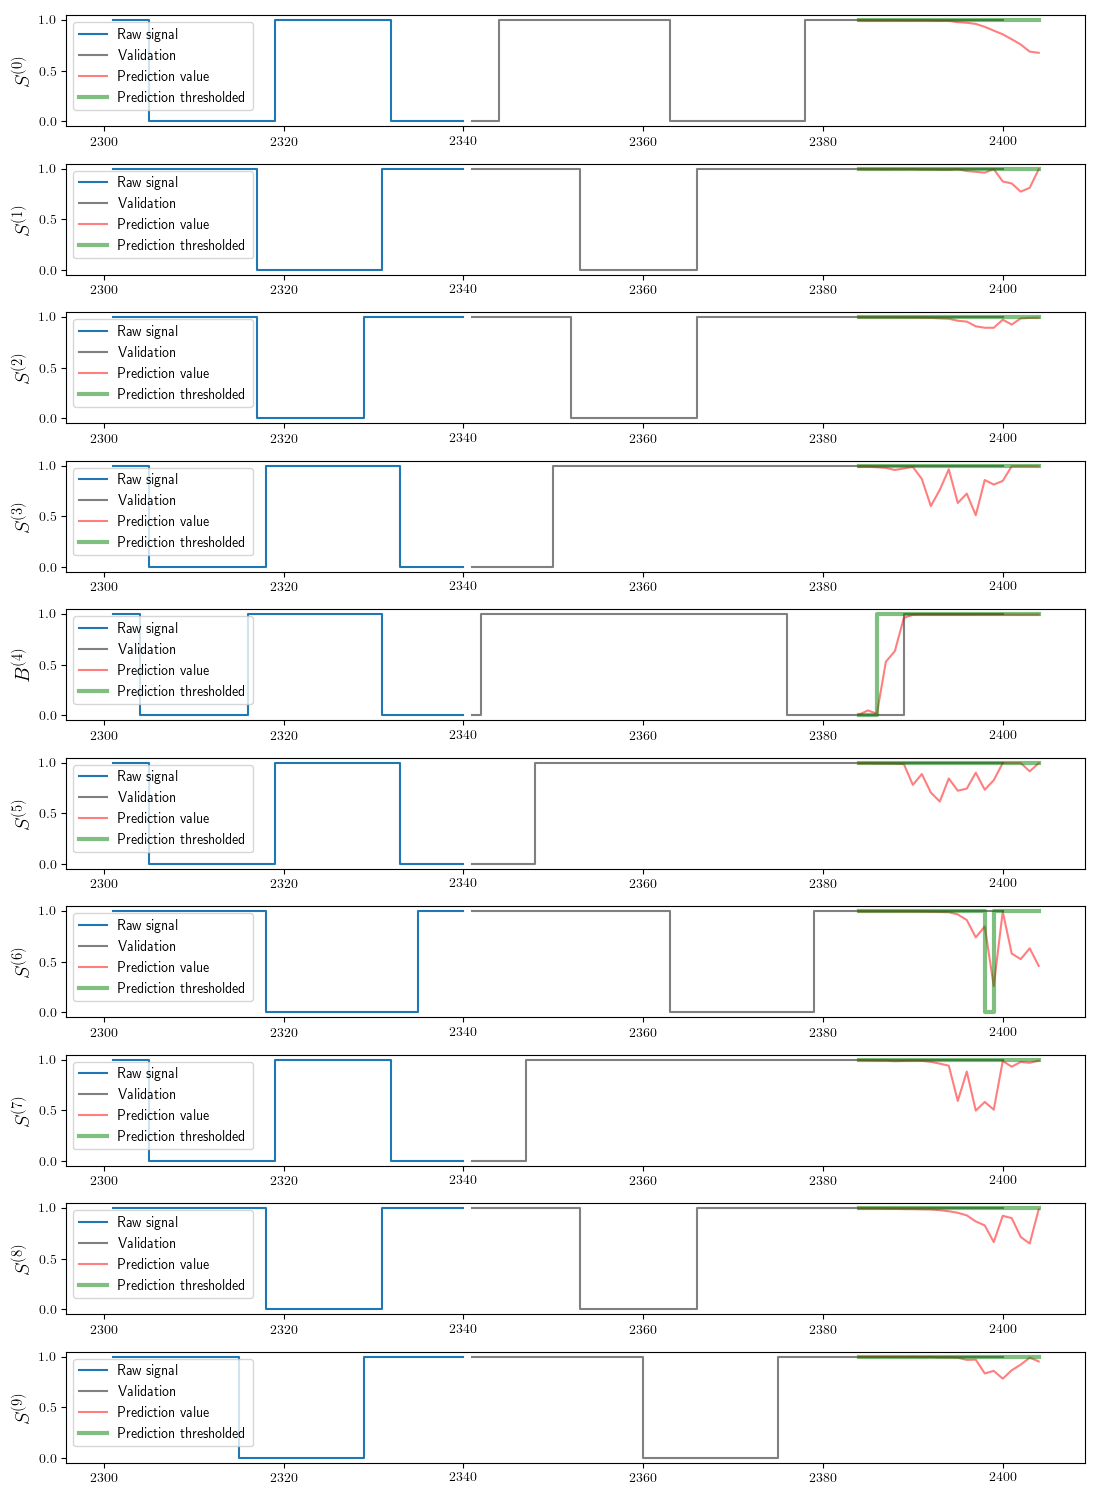 S^(0)
1.0
0.5
0.0
Raw signal
Validation
Prediction value
Prediction thresholded
2300 2320 2340 2360 2380 2400
S^(1)
1.0
0.5
0.0
Raw signal
Validation
Prediction value
Prediction thresholded
2300 2320 2340 2360 2380 2400
S^(2)
1.0
0.5
0.0
Raw signal
Validation
Prediction value
Prediction thresholded
2300 2320 2340 2360 2380 2400
S^(3)
1.0
0.5
0.0
Raw signal
Validation
Prediction value
Prediction thresholded
2300 2320 2340 2360 2380 2400
B^(4)
1.0
0.5
0.0
Raw signal
Validation
Prediction value
Prediction thresholded
2300 2320 2340 2360 2380 2400
S^(5)
1.0
0.5
0.0
Raw signal
Validation
Prediction value
Prediction thresholded
2300 2320 2340 2360 2380 2400
S^(6)
1.0
0.5
0.0
Raw signal
Validation
Prediction value
Prediction thresholded
2300 2320 2340 2360 2380 2400
S^(7)
1.0
0.5
0.0
Raw signal
Validation
Prediction value
Prediction thresholded
2300 2320 2340 2360 2380 2400
S^(8)
1.0
0.5
0.0
Raw signal
Validation
Prediction value
Prediction thresholded
2300 2320 2340 2360 2380 2400
S^(9)
1.0
0.5
0.0
Raw signal
Validation
Prediction value
Prediction thresholded
2300 2320 2340 2360 2380 2400